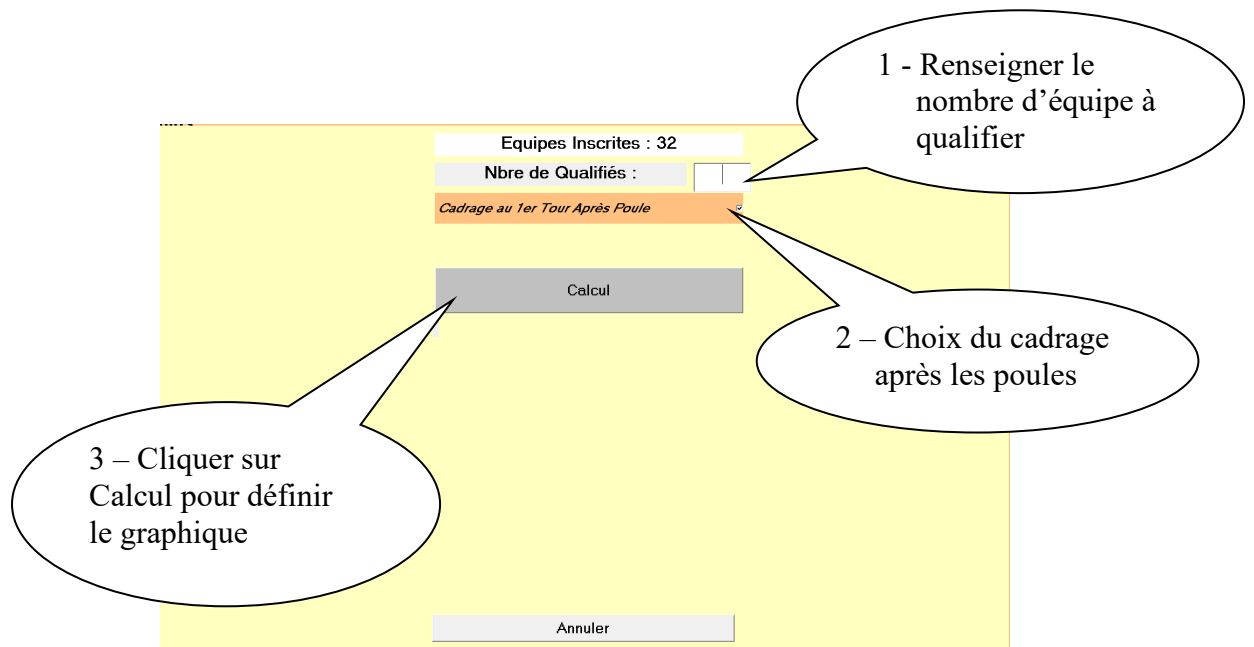 1 - Renseigner le
nombre d’équipe à
qualifier
Equipes Inscrites : 32
Nbre de Qualifiés :
Cadrage au 1er Tour Après Poule
Calcul
2 – Choix du cadrage
après les poules
3 – Cliquer sur
Calcul pour définir
le graphique
Annuler